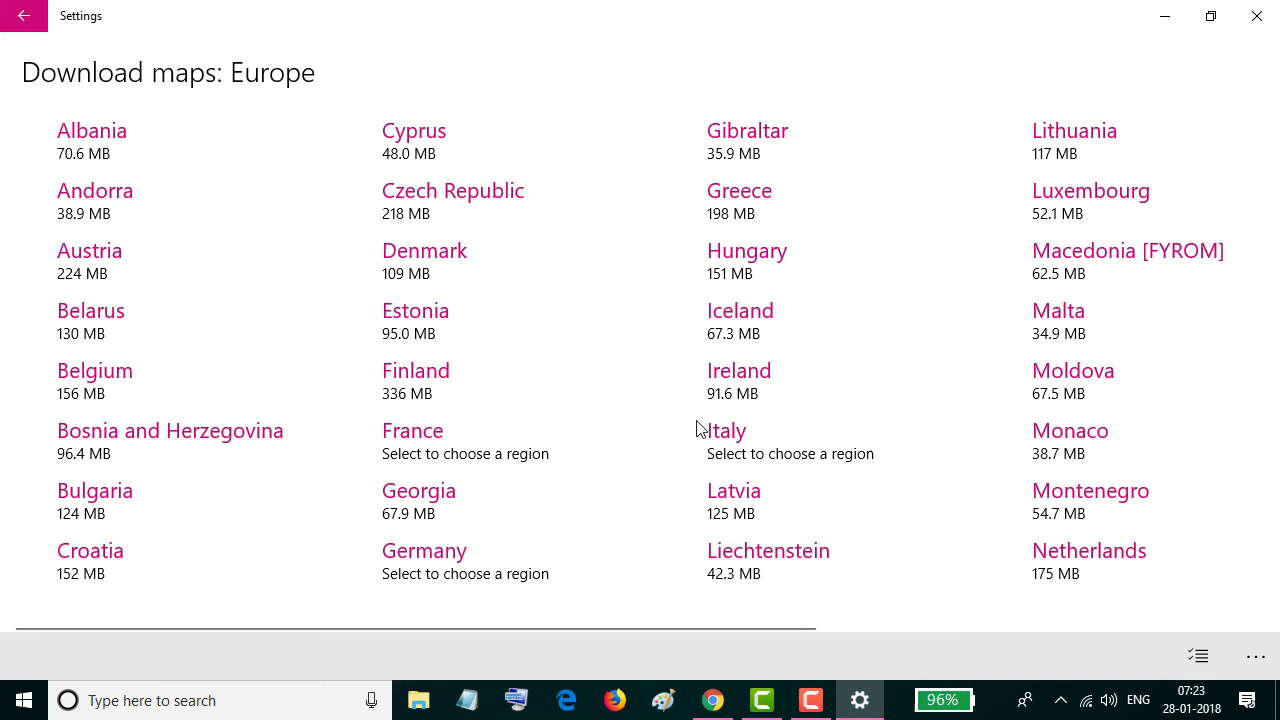 Settings
Download maps: Europe
Albania
70.6 MB
Andorra
38.9 MB
Austria
224 MB
Belarus
130 MB
Belgium
156 MB
Bosnia and Herzegovina
96.4 MB
Bulgaria
124 MB
Croatia
152 MB
Cyprus
48.0 MB
Czech Republic
218 MB
Denmark
109 MB
Estonia
95.0 MB
Finland
336 MB
France
Select to choose a region
Georgia
67.9 MB
Germany
Select to choose a region
Gibraltar
35.9 MB
Greece
198 MB
Hungary
151 MB
Iceland
67.3 MB
Ireland
91.6 MB
Italy
Select to choose a region
Latvia
125 MB
Liechtenstein
42.3 MB
Lithuania
117 MB
Luxembourg
52.1 MB
Macedonia [FYROM]
62.5 MB
Malta
34.9 MB
Moldova
67.5 MB
Monaco
38.7 MB
Montenegro
54.7 MB
Netherlands
175 MB
Type here to search
96%
ENG
07:23
28-01-2018